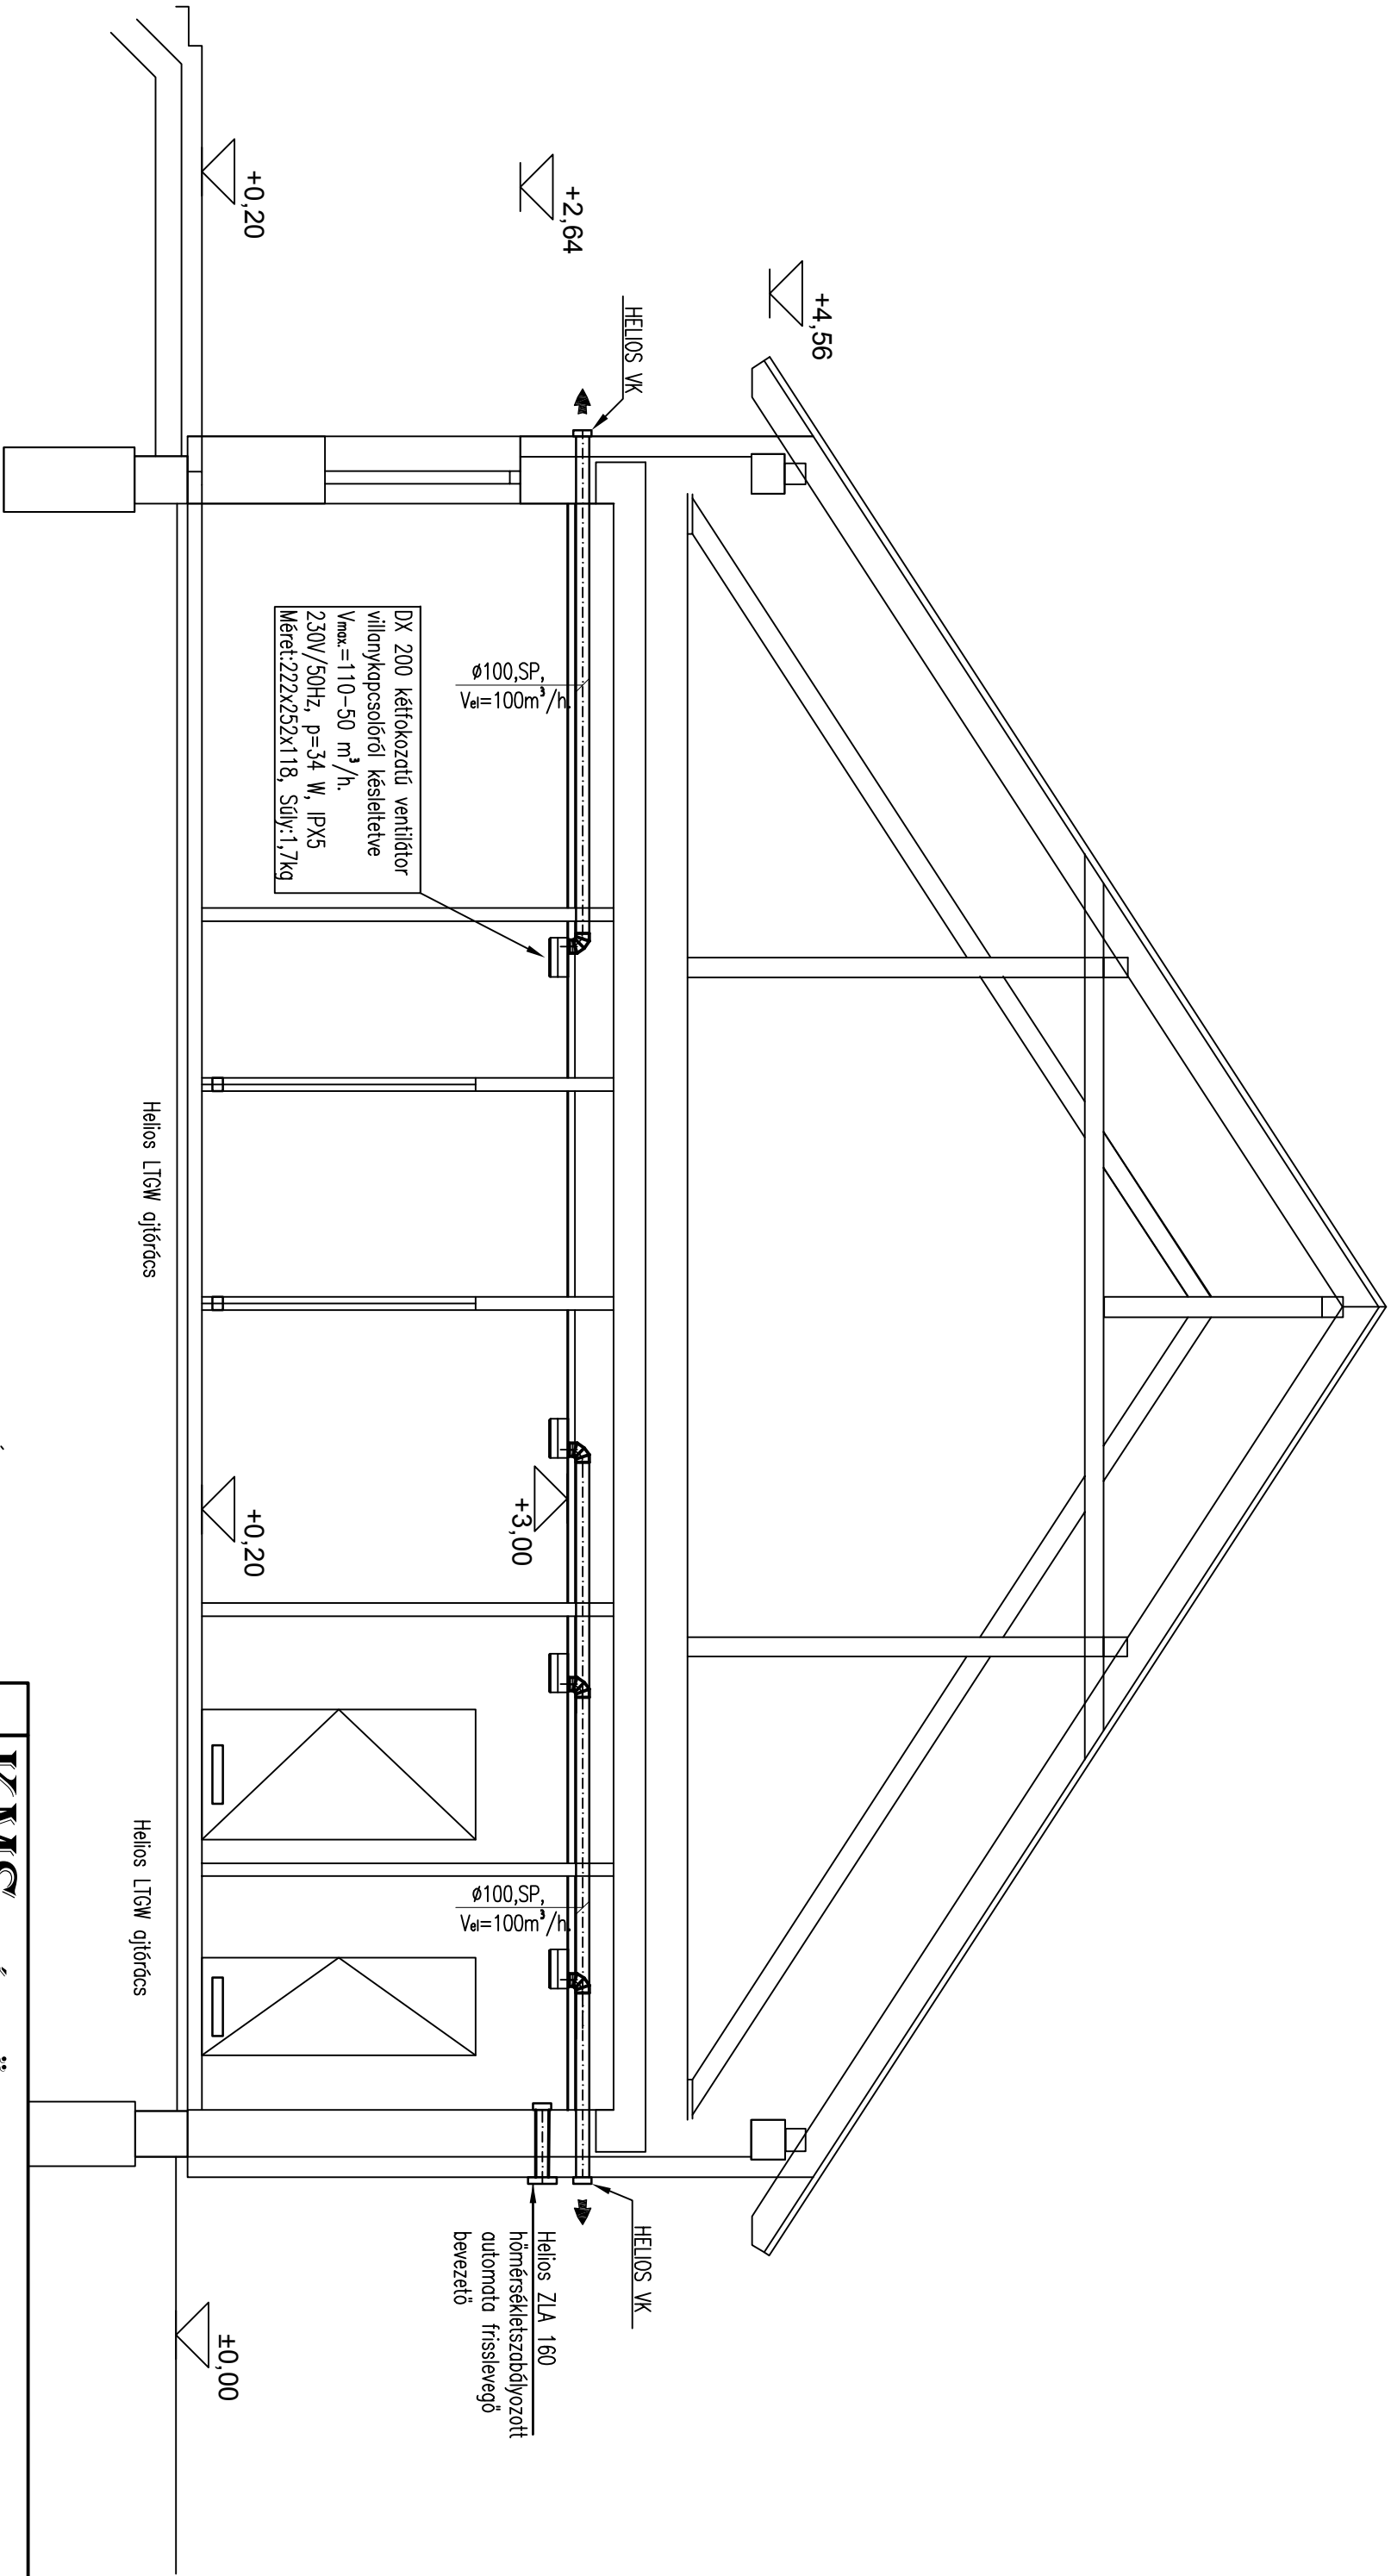 +4,56
+2,64
+0,20
HELIOS VK
HELIOS VK
ø100,SP,
Vel=100m³/h.
DX 200 kétfokozatú ventilátor
villanykapcsolóról késleltetve
Vmax.=110-50 m³/h.
230V/50Hz, p=34 W, IPX5
Méret:222x252x118, Súly:1,7kg
+3,00
+0,20
ø100,SP,
Vel=100m³/h.
Helios ZLA 160
hőmérsékletszabályozott
automata frisslevegő
bevezető
±0,00
Helios LTGW ajtórács
Helios LTGW ajtórács